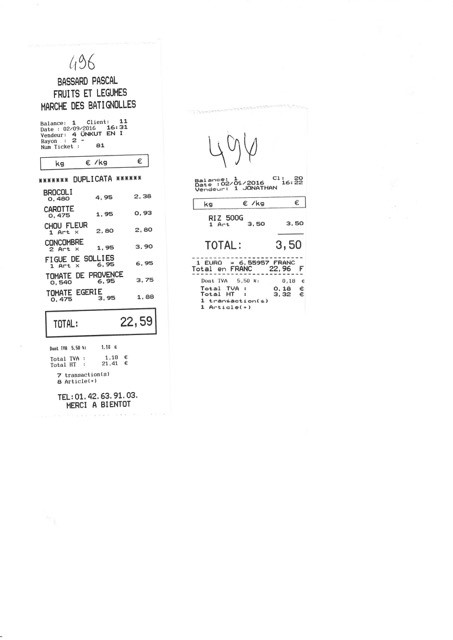 496
BASSARD PASCAL
FRUITS ET LEGUMES
MARCHE DES BATIGNOLLES
Balance: 1 Client: 11
Date : 02/09/2016 16:31
Vendeur: 4 UNKUT EN I
Rayon : 2 -
Num Ticket : 81
kg € /kg €
******* DUPLICATA ******
BROCOLI
0,480 4,95 2,38
CAROTTE
0,475 1,95 0,93
CHOU FLEUR
1 Art x 2,80 2,80
CONCOMBRE
2 Art x 1,95 3,90
FIGUE DE SOLLIES
1 Art x 6,95 6,95
TOMATE DE PROVENCE
0,540 6,95 3,75
TOMATE EGERIE
0,475 3,95 1,88
TOTAL: 22,59
Dont TVA 5,50 %: 1,18 €
Total TVA : 1.18 €
Total HT : 21.41 €
7 transaction(s)
8 Article(*)
TEL:01.42.63.91.03.
MERCI A BIENTOT
494
Balance: 1 Cl: 20
Date :02/01/2016 16:22
Vendeur: 1 JONATHAN
kg € /kg €
RIZ 500G
1 Art 3,50 3,50
TOTAL: 3,50
1 EURO = 6,55957 FRANC
Total en FRANC 22,96 F
Dont TVA 5,50 %: 0,18 €
Total TVA : 0,18 €
Total HT : 3,32 €
1 transaction(s)
1 Article(*)